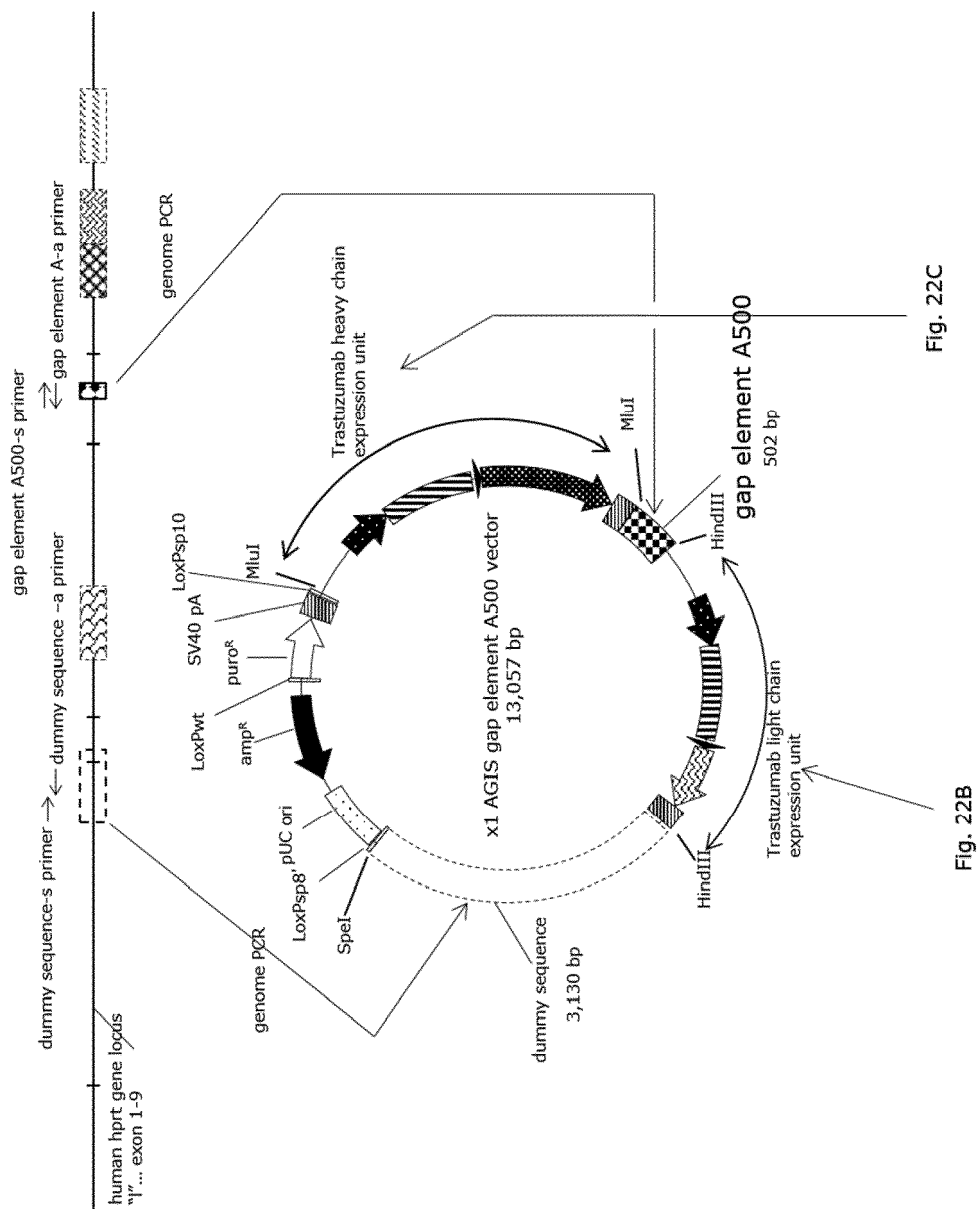 gap element A500-s primer
dummy sequence-s primer
dummy sequence -a primer
gap element A-a primer
human hprt gene locus
"I"... exon 1-9
genome PCR
genome PCR
LoxPwt
puroR
SV40 pA
LoxPsp10
MluI
Trastuzumab heavy chain
expression unit
ampR
pUC ori
LoxPsp8'
SpeI
x1 AGIS gap element A500 vector
13,057 bp
MluI
gap element A500
502 bp
HindIII
dummy sequence
3,130 bp
HindIII
Trastuzumab light chain
expression unit
Fig. 22B
Fig. 22C